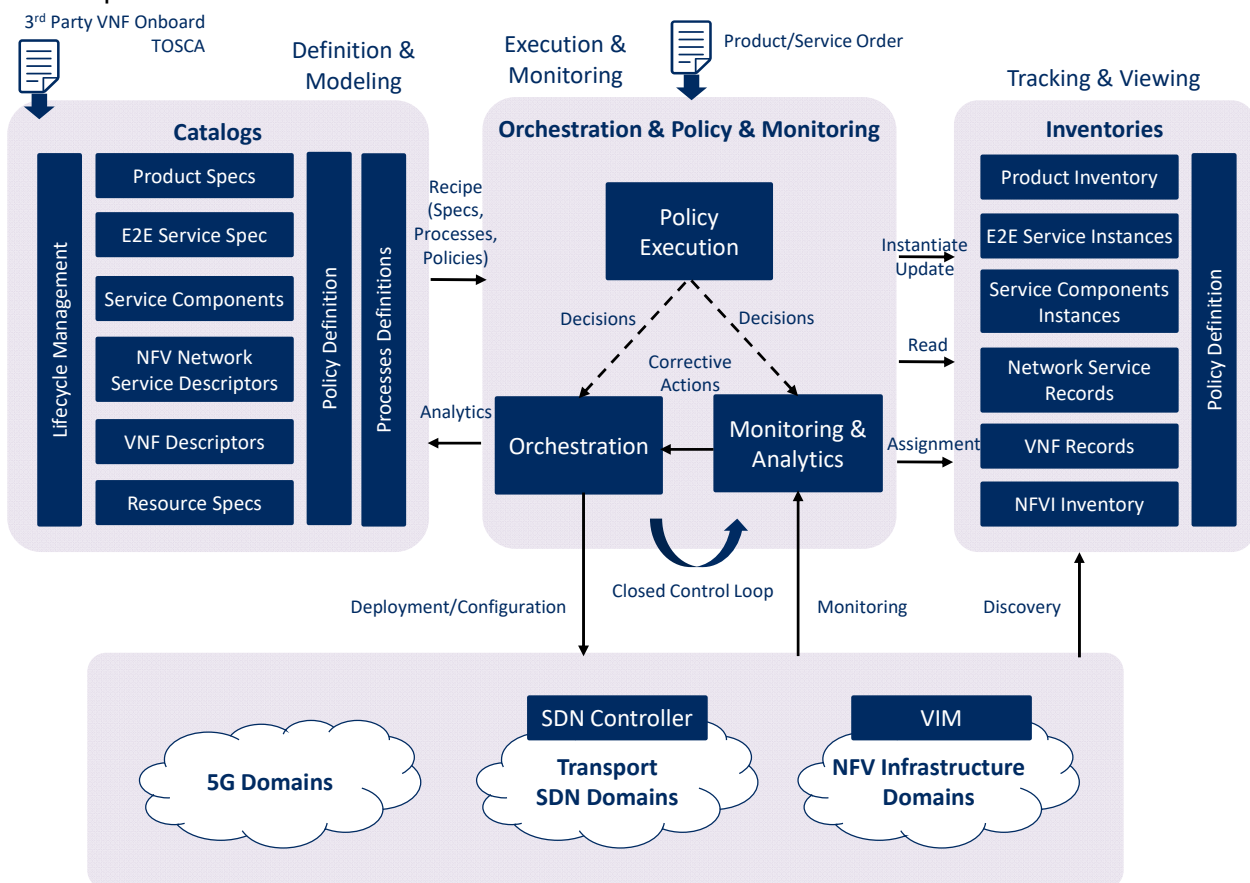 3rd Party VNF Onboard
TOSCA
Definition &
Modeling
Execution &
Monitoring
Product/Service Order
Tracking & Viewing
Catalogs
Lifecycle Management
Product Specs
E2E Service Spec
Service Components
NFV Network
Service Descriptors
VNF Descriptors
Resource Specs
Policy Definition
Processes Definitions
Recipe
(Specs,
Processes,
Policies)
Analytics
Orchestration & Policy & Monitoring
Policy
Execution
Decisions
Decisions
Corrective
Actions
Orchestration
Monitoring &
Analytics
Closed Control Loop
Instantiate
Update
Read
Assignment
Inventories
Product Inventory
E2E Service Instances
Service Components
Instances
Network Service
Records
VNF Records
NFVI Inventory
Policy Definition
Deployment/Configuration
Monitoring
Discovery
5G Domains
SDN Controller
Transport
SDN Domains
VIM
NFV Infrastructure
Domains